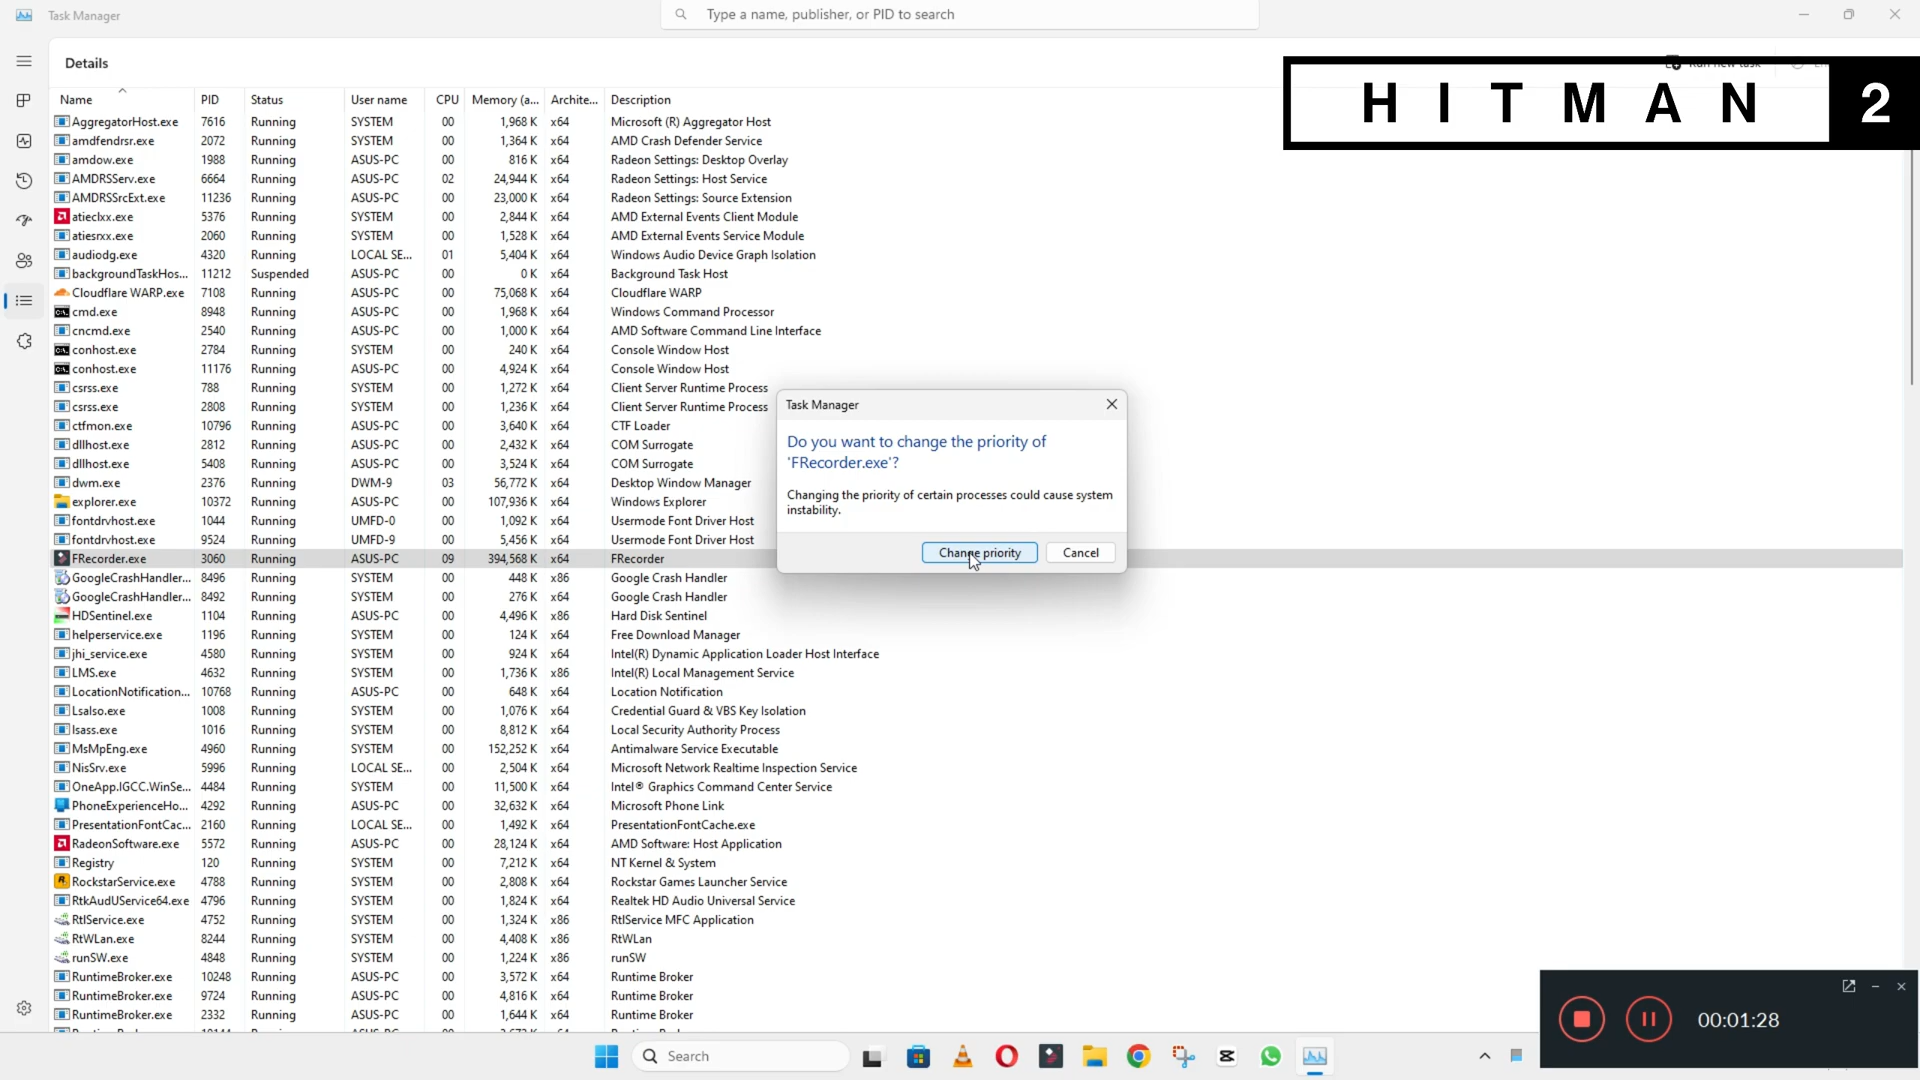 Task Manager
Type a name, publisher, or PID to search
Details
HITMAN 2
Name PID Status User name CPU Memory (a... Archite... Description
AggregatorHost.exe 7616 Running SYSTEM 00 1,968 K x64 Microsoft (R) Aggregator Host
amdfendrsr.exe 2072 Running SYSTEM 00 1,364 K x64 AMD Crash Defender Service
amdow.exe 1988 Running ASUS-PC 00 816 K x64 Radeon Settings: Desktop Overlay
AMDRSServ.exe 6664 Running ASUS-PC 02 24,944 K x64 Radeon Settings: Host Service
AMDRSSrcExt.exe 11236 Running ASUS-PC 00 23,000 K x64 Radeon Settings: Source Extension
atieclxx.exe 5376 Running SYSTEM 00 2,844 K x64 AMD External Events Client Module
atiesrxx.exe 2060 Running SYSTEM 00 1,528 K x64 AMD External Events Service Module
audiodg.exe 4320 Running LOCAL SE... 01 5,404 K x64 Windows Audio Device Graph Isolation
backgroundTaskHos... 11212 Suspended ASUS-PC 00 0 K x64 Background Task Host
Cloudflare WARP.exe 7108 Running ASUS-PC 00 75,068 K x64 Cloudflare WARP
cmd.exe 8948 Running ASUS-PC 00 1,968 K x64 Windows Command Processor
cncmd.exe 2540 Running ASUS-PC 00 1,000 K x64 AMD Software Command Line Interface
conhost.exe 2784 Running SYSTEM 00 240 K x64 Console Window Host
conhost.exe 11176 Running ASUS-PC 00 4,924 K x64 Console Window Host
csrss.exe 788 Running SYSTEM 00 1,272 K x64 Client Server Runtime Process
csrss.exe 2808 Running SYSTEM 00 1,236 K x64 Client Server Runtime Process
ctfmon.exe 10796 Running ASUS-PC 00 3,640 K x64 CTF Loader
dllhost.exe 2812 Running SYSTEM 00 2,432 K x64 COM Surrogate
dllhost.exe 5408 Running ASUS-PC 00 3,524 K x64 COM Surrogate
dwm.exe 2376 Running DWM-9 03 56,772 K x64 Desktop Window Manager
explorer.exe 10372 Running ASUS-PC 00 107,936 K x64 Windows Explorer
fontdrvhost.exe 1044 Running UMFD-0 00 1,092 K x64 Usermode Font Driver Host
fontdrvhost.exe 9524 Running UMFD-9 00 5,456 K x64 Usermode Font Driver Host
FRecorder.exe 3060 Running ASUS-PC 09 394,568 K x64 FRecorder
GoogleCrashHandler... 8496 Running SYSTEM 00 448 K x86 Google Crash Handler
GoogleCrashHandler... 8492 Running SYSTEM 00 276 K x64 Google Crash Handler
HDSentinel.exe 1104 Running ASUS-PC 00 4,496 K x86 Hard Disk Sentinel
helperservice.exe 1196 Running SYSTEM 00 124 K x64 Free Download Manager
jhi_service.exe 4580 Running SYSTEM 00 924 K x64 Intel(R) Dynamic Application Loader Host Interface
LMS.exe 4632 Running SYSTEM 00 1,736 K x86 Intel(R) Local Management Service
LocationNotification... 10768 Running ASUS-PC 00 648 K x64 Location Notification
Lsalso.exe 1008 Running SYSTEM 00 1,076 K x64 Credential Guard & VBS Key Isolation
lsass.exe 1016 Running SYSTEM 00 8,812 K x64 Local Security Authority Process
MsMpEng.exe 4960 Running SYSTEM 00 152,252 K x64 Antimalware Service Executable
NisSrv.exe 5996 Running LOCAL SE... 00 2,504 K x64 Microsoft Network Realtime Inspection Service
OneApp.IGCC.WinSe... 4484 Running SYSTEM 00 11,500 K x64 Intel® Graphics Command Center Service
PhoneExperienceHo... 4292 Running ASUS-PC 00 32,632 K x64 Microsoft Phone Link
PresentationFontCac... 2160 Running LOCAL SE... 00 1,492 K x64 PresentationFontCache.exe
RadeonSoftware.exe 5572 Running ASUS-PC 00 28,124 K x64 AMD Software: Host Application
Registry 120 Running SYSTEM 00 7,212 K x64 NT Kernel & System
RockstarService.exe 4788 Running SYSTEM 00 2,808 K x64 Rockstar Games Launcher Service
RtkAudUService64.exe 4796 Running SYSTEM 00 1,824 K x64 Realtek HD Audio Universal Service
RtlService.exe 4752 Running SYSTEM 00 1,324 K x86 RtlService MFC Application
RtWLan.exe 8244 Running SYSTEM 00 4,408 K x86 RtWLan
runSW.exe 4848 Running SYSTEM 00 1,224 K x86 runSW
RuntimeBroker.exe 10248 Running ASUS-PC 00 3,572 K x64 Runtime Broker
RuntimeBroker.exe 9724 Running ASUS-PC 00 4,816 K x64 Runtime Broker
RuntimeBroker.exe 2332 Running ASUS-PC 00 1,644 K x64 Runtime Broker
Task Manager
Do you want to change the priority of
'FRecorder.exe'?
Changing the priority of certain processes could cause system
instability.
Change priority Cancel
00:01:28
Search